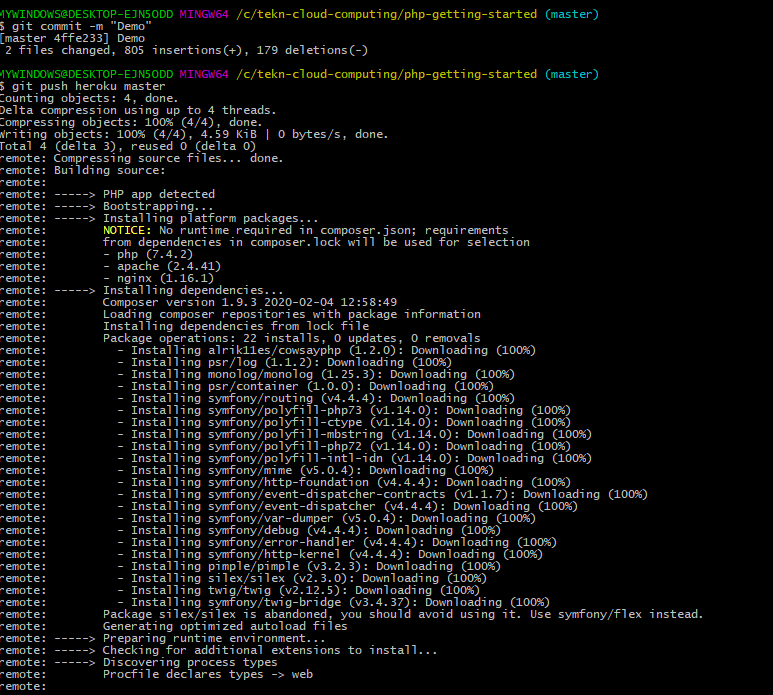 MYWINDOWS@DESKTOP-EJN5ODD MINGW64 /c/tekn-cloud-computing/php-getting-started (master)
$ git commit -m "Demo"
[master 4ffe233] Demo
 2 files changed, 805 insertions(+), 179 deletions(-)
MYWINDOWS@DESKTOP-EJN5ODD MINGW64 /c/tekn-cloud-computing/php-getting-started (master)
$ git push heroku master
Counting objects: 4, done.
Delta compression using up to 4 threads.
Compressing objects: 100% (4/4), done.
Writing objects: 100% (4/4), 4.59 KiB | 0 bytes/s, done.
Total 4 (delta 3), reused 0 (delta 0)
remote: Compressing source files... done.
remote: Building source:
remote:
remote: -----> PHP app detected
remote: -----> Bootstrapping...
remote: -----> Installing platform packages...
remote:        NOTICE: No runtime required in composer.json; requirements
remote:        from dependencies in composer.lock will be used for selection
remote:        - php (7.4.2)
remote:        - apache (2.4.41)
remote:        - nginx (1.16.1)
remote: -----> Installing dependencies...
remote:        Composer version 1.9.3 2020-02-04 12:58:49
remote:        Loading composer repositories with package information
remote:        Installing dependencies from lock file
remote:        Package operations: 22 installs, 0 updates, 0 removals
remote:          - Installing alrik11es/cowsayphp (1.2.0): Downloading (100%)
remote:          - Installing psr/log (1.1.2): Downloading (100%)
remote:          - Installing monolog/monolog (1.25.3): Downloading (100%)
remote:          - Installing psr/container (1.0.0): Downloading (100%)
remote:          - Installing symfony/routing (v4.4.4): Downloading (100%)
remote:          - Installing symfony/polyfill-php73 (v1.14.0): Downloading (100%)
remote:          - Installing symfony/polyfill-ctype (v1.14.0): Downloading (100%)
remote:          - Installing symfony/polyfill-mbstring (v1.14.0): Downloading (100%)
remote:          - Installing symfony/polyfill-php72 (v1.14.0): Downloading (100%)
remote:          - Installing symfony/polyfill-intl-idn (v1.14.0): Downloading (100%)
remote:          - Installing symfony/mime (v5.0.4): Downloading (100%)
remote:          - Installing symfony/http-foundation (v4.4.4): Downloading (100%)
remote:          - Installing symfony/event-dispatcher-contracts (v1.1.7): Downloading (100%)
remote:          - Installing symfony/event-dispatcher (v4.4.4): Downloading (100%)
remote:          - Installing symfony/var-dumper (v5.0.4): Downloading (100%)
remote:          - Installing symfony/debug (v4.4.4): Downloading (100%)
remote:          - Installing symfony/error-handler (v4.4.4): Downloading (100%)
remote:          - Installing symfony/http-kernel (v4.4.4): Downloading (100%)
remote:          - Installing pimple/pimple (v3.2.3): Downloading (100%)
remote:          - Installing silex/silex (v2.3.0): Downloading (100%)
remote:          - Installing twig/twig (v2.12.5): Downloading (100%)
remote:          - Installing symfony/twig-bridge (v3.4.37): Downloading (100%)
remote:        Package silex/silex is abandoned, you should avoid using it. Use symfony/flex instead.
remote:        Generating optimized autoload files
remote: -----> Preparing runtime environment...
remote: -----> Checking for additional extensions to install...
remote: -----> Discovering process types
remote:        Procfile declares types -> web
remote: